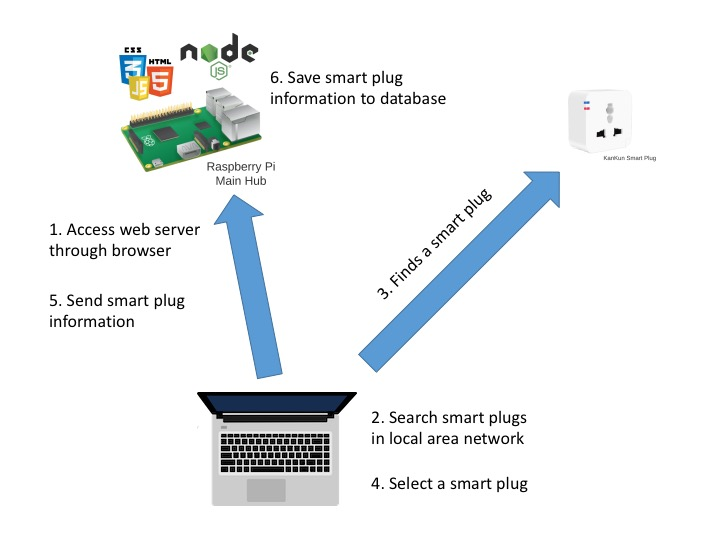 CSS
HTML
JS
3
5
node
JS
6. Save smart plug
information to database
Raspberry Pi
Main Hub
KanKun Smart Plug
1. Access web server
through browser
3. Finds a smart plug
5. Send smart plug
information
2. Search smart plugs
in local area network
4. Select a smart plug